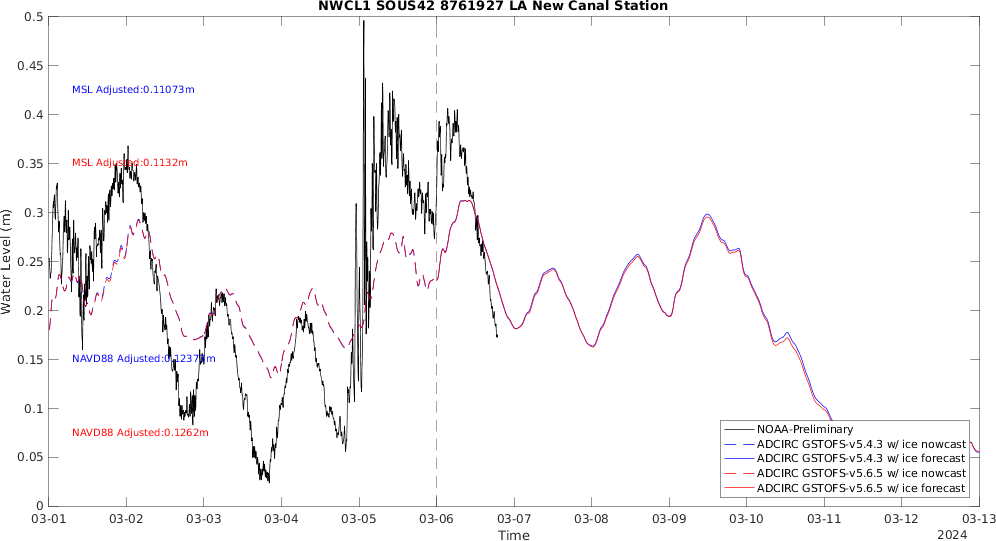 NWCL1 SOUS42 8761927 LA New Canal Station
0.5
0.45
0.4
0.35
0.3
0.25
0.2
0.15
0.1
0.05
0
Water Level (m)
MSL Adjusted:0.11073m
MSL Adjusted:0.1132m
NAVD88 Adjusted:0.12371m
NAVD88 Adjusted:0.1262m
NOAA-Preliminary
ADCIRC GSTOFS-v5.4.3 w/ ice nowcast
ADCIRC GSTOFS-v5.4.3 w/ ice forecast
ADCIRC GSTOFS-v5.6.5 w/ ice nowcast
ADCIRC GSTOFS-v5.6.5 w/ ice forecast
03-01 03-02 03-03 03-04 03-05 03-06 03-07 03-08 03-09 03-10 03-11 03-12 03-13
Time
2024